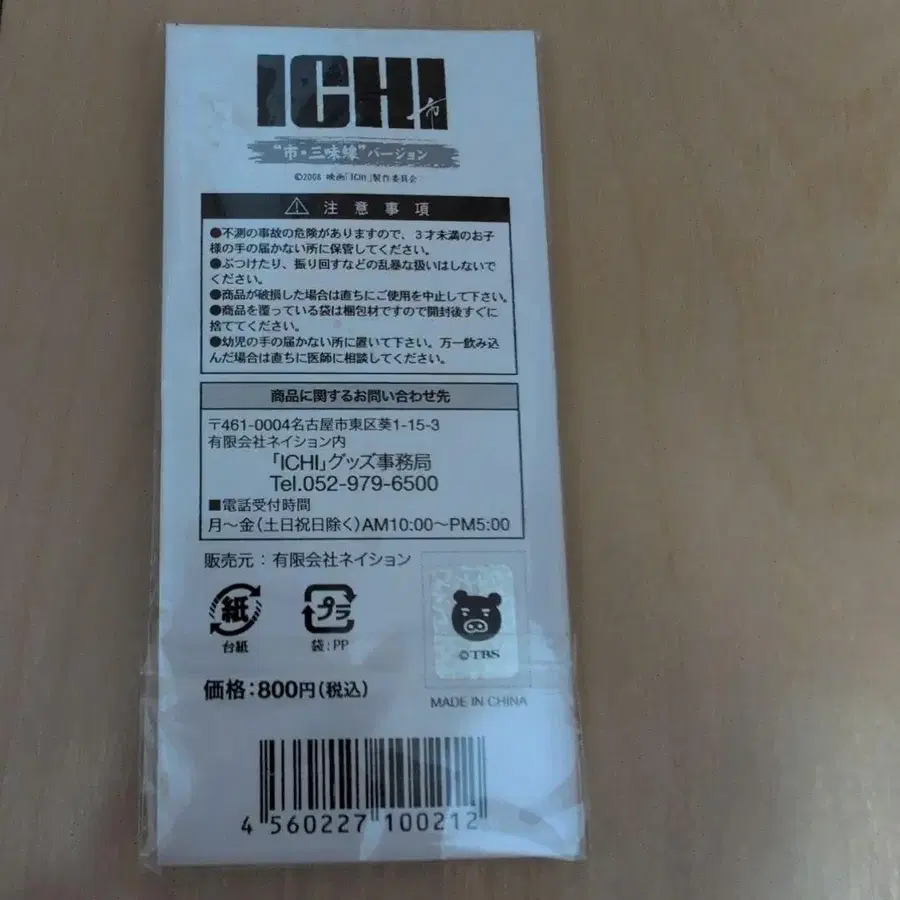 ICHI
市
“市・三味線”バージョン
©2008 映画「ICHI」製作委員会
注意事項
●不測の事故の危険がありますので、3才未満のお子
様の手の届かない所に保管してください。
●ぶつけたり、振り回すなどの乱暴な扱いはしないで
ください。
●商品が破損した場合は直ちにご使用を中止して下さい。
●商品を覆っている袋は梱包材ですので開封後すぐに
捨ててください。
●幼児の手の届かない所に置いて下さい。万一飲み込
んだ場合は直ちに医師に相談してください。
商品に関するお問い合わせ先
〒461-0004名古屋市東区葵1-15-3
有限会社ネイション内
「ICHI」グッズ事務局
Tel.052-979-6500
■電話受付時間
月～金(土日祝日除く)AM10:00～PM5:00
販売元：有限会社ネイション
紙
台紙
プラ
袋：PP
©TBS
価格：800円(税込)
MADE IN CHINA
4 560227 100212